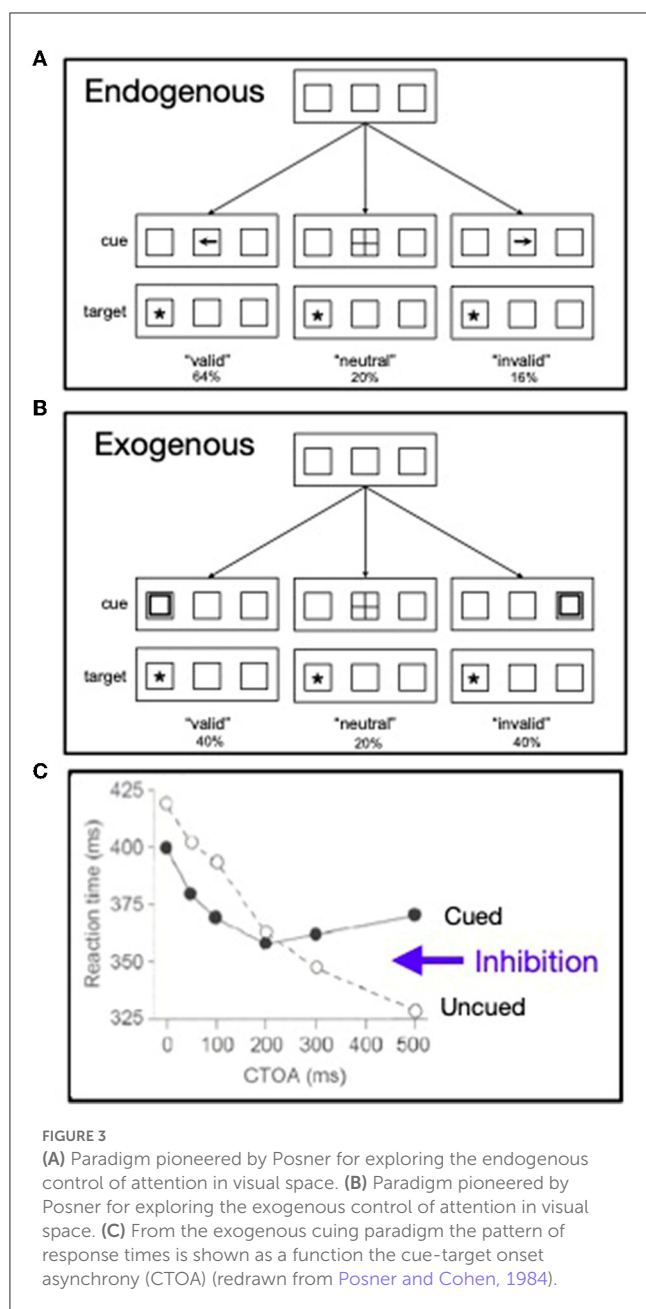 A
Endogenous
cue
target
"valid" "neutral" "invalid"
64% 20% 16%
B
Exogenous
cue
target
"valid" "neutral" "invalid"
40% 20% 40%
C
Reaction time (ms)
425
400
375
350
325
Cued
Inhibition
Uncued
0 100 200 300 400 500
CTOA (ms)
FIGURE 3
(A) Paradigm pioneered by Posner for exploring the endogenous
control of attention in visual space. (B) Paradigm pioneered by
Posner for exploring the exogenous control of attention in visual
space. (C) From the exogenous cuing paradigm the pattern of
response times is shown as a function the cue-target onset
asynchrony (CTOA) (redrawn from Posner and Cohen, 1984).